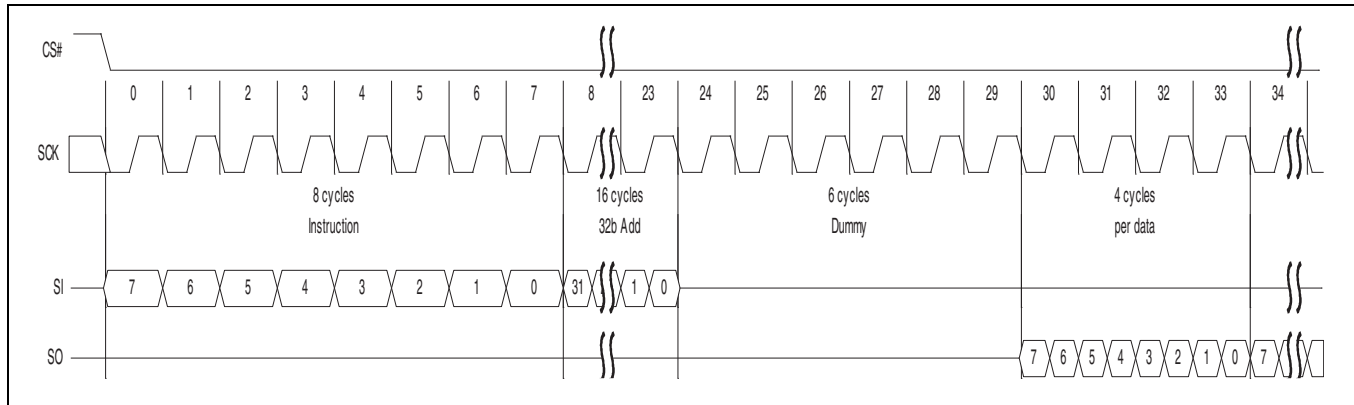 CS#
0 1 2 3 4 5 6 7 8 23 24 25 26 27 28 29 30 31 32 33 34
SCK
8 cycles 16 cycles 6 cycles 4 cycles
Instruction 32b Add Dummy per data
SI 7 6 5 4 3 2 1 0 31 1 0
SO 7 6 5 4 3 2 1 0 7